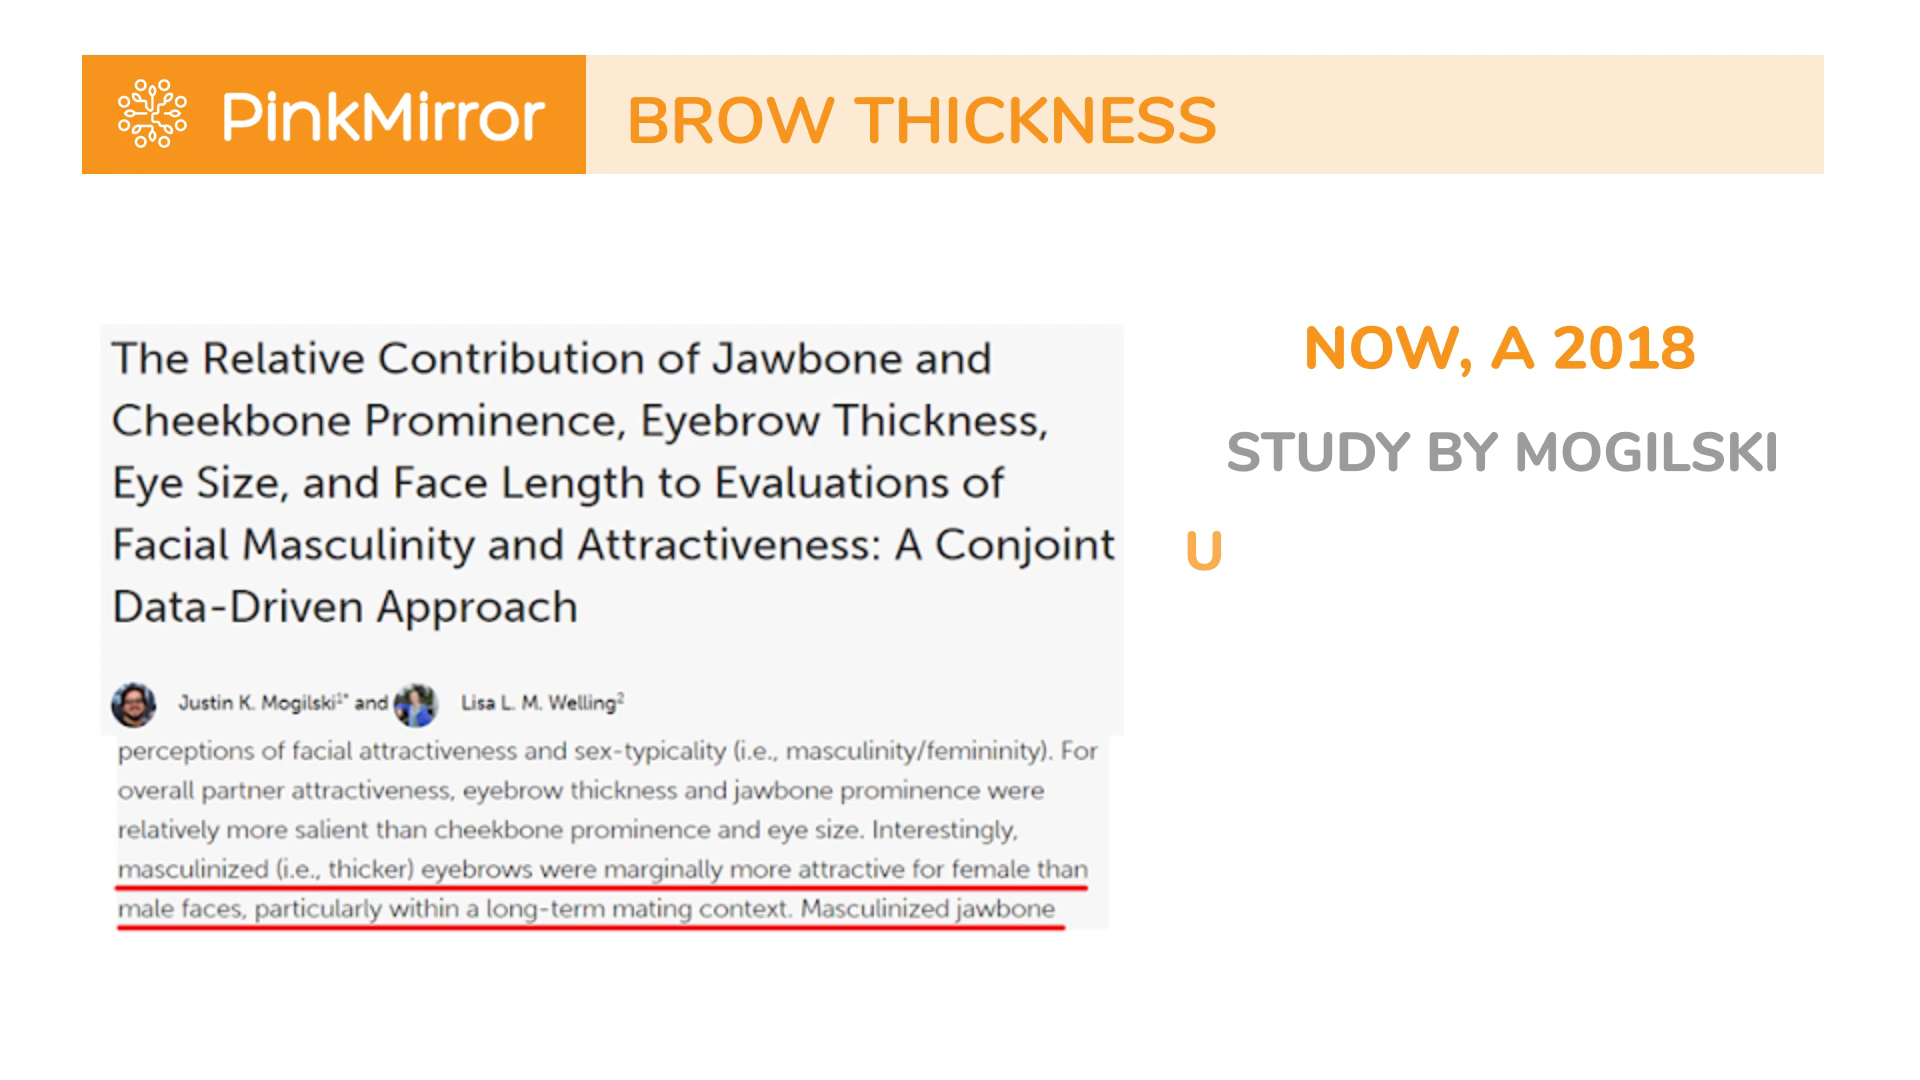 PinkMirror
BROW THICKNESS
The Relative Contribution of Jawbone and
Cheekbone Prominence, Eyebrow Thickness,
Eye Size, and Face Length to Evaluations of
Facial Masculinity and Attractiveness: A Conjoint
Data-Driven Approach
Justin K. Mogilski¹* and Lisa L. M. Welling²
perceptions of facial attractiveness and sex-typicality (i.e., masculinity/femininity). For
overall partner attractiveness, eyebrow thickness and jawbone prominence were
relatively more salient than cheekbone prominence and eye size. Interestingly,
masculinized (i.e., thicker) eyebrows were marginally more attractive for female than
male faces, particularly within a long-term mating context. Masculinized jawbone
NOW, A 2018
STUDY BY MOGILSKI
U